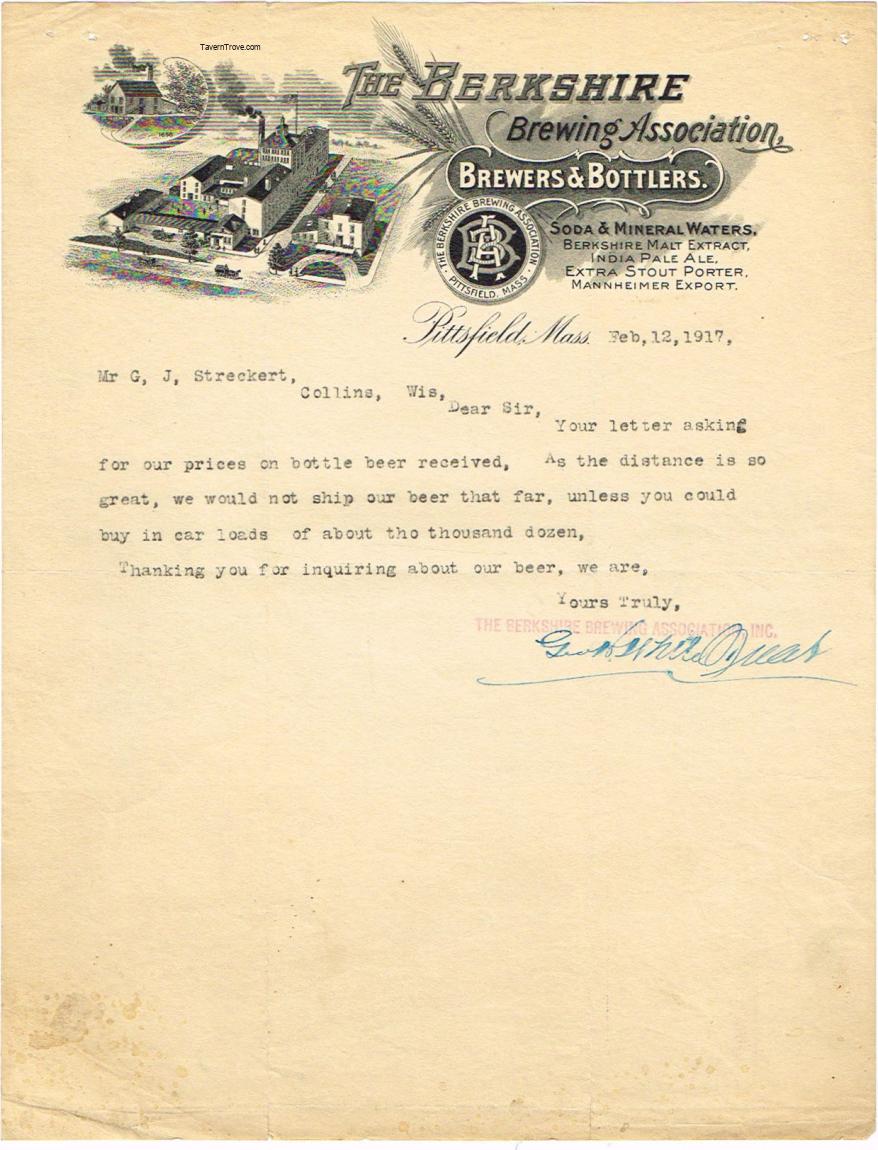 TavernTrove.com
THE BERKSHIRE
Brewing Association,
BREWERS & BOTTLERS.
THE BERKSHIRE BREWING ASSOCIATION
PITTSFIELD, MASS.
SODA & MINERAL WATERS,
BERKSHIRE MALT EXTRACT,
INDIA PALE ALE,
EXTRA STOUT PORTER,
MANNHEIMER EXPORT.
Pittsfield, Mass. Feb,12,1917,
Mr G, J, Streckert,
Collins, Wis,
Dear Sir,
Your letter asking
for our prices on bottle beer received, As the distance is so
great, we would not ship our beer that far, unless you could
buy in car loads of about tho thousand dozen,
Thanking you for inquiring about our beer, we are,
Yours Truly,
THE BERKSHIRE BREWING ASSOCIATION, INC.
Geo White Treas